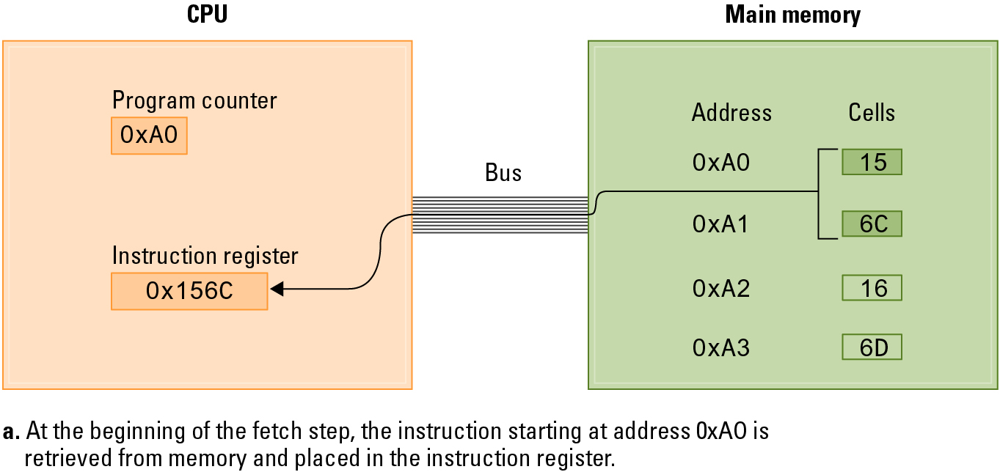 CPU
Main memory
Program counter
0xA0
Address Cells
0xA0 15
Bus
0xA1 6C
Instruction register
0x156C
0xA2 16
0xA3 6D
a. At the beginning of the fetch step, the instruction starting at address 0xA0 is
retrieved from memory and placed in the instruction register.